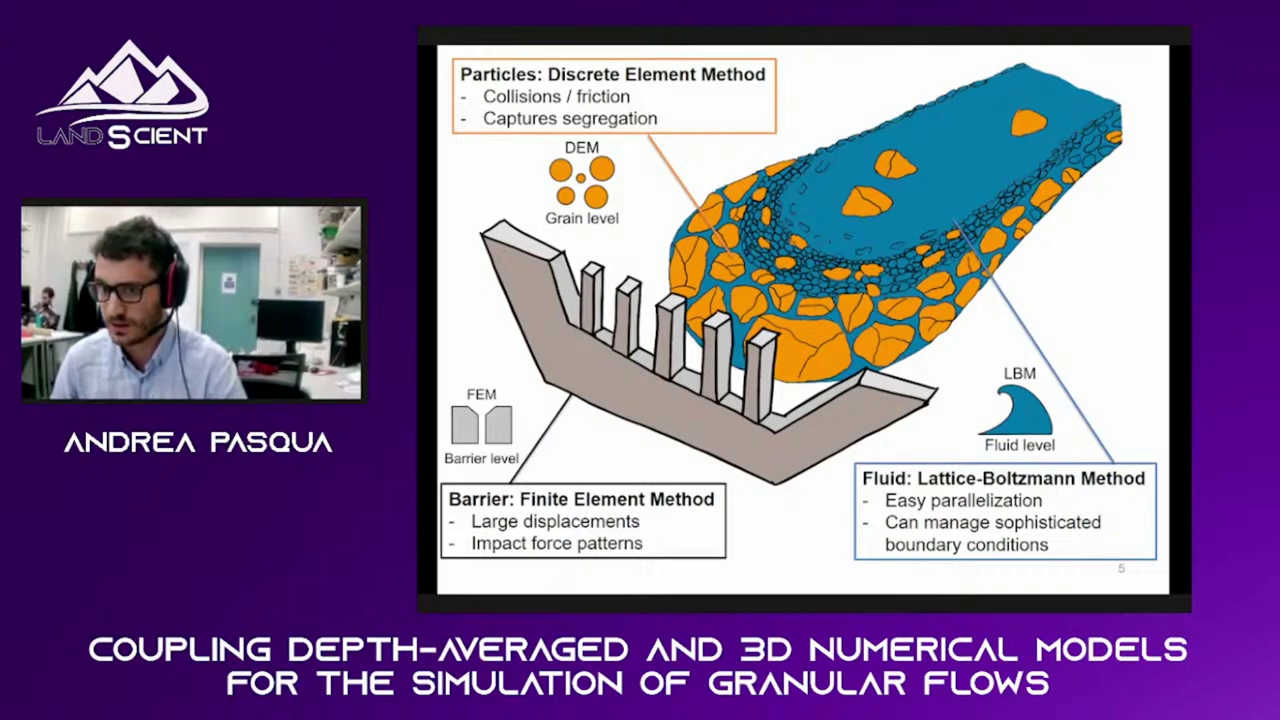 LANDSCIENT
ANDREA PASQUA
Particles: Discrete Element Method
- Collisions / friction
- Captures segregation
DEM
Grain level
FEM
Barrier level
Barrier: Finite Element Method
- Large displacements
- Impact force patterns
LBM
Fluid level
Fluid: Lattice-Boltzmann Method
- Easy parallelization
- Can manage sophisticated
boundary conditions
5
COUPLING DEPTH-AVERAGED AND 3D NUMERICAL MODELS
FOR THE SIMULATION OF GRANULAR FLOWS